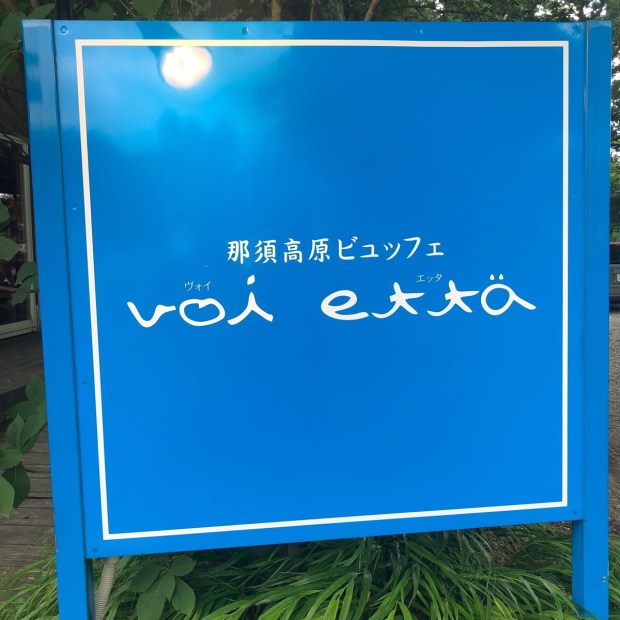 那須高原ビュッフェ
ヴォイ エッタ
voi että